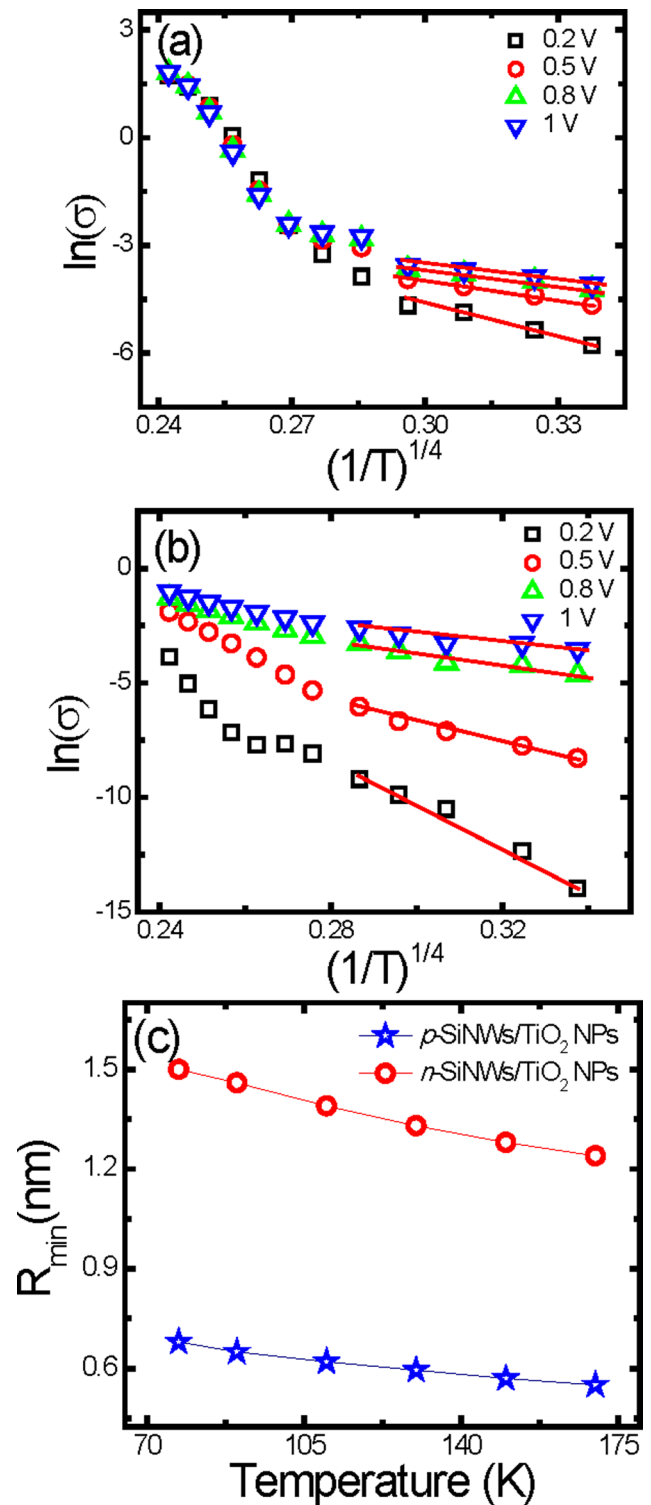 (a)
0.2 V
0.5 V
0.8 V
1 V
3
0
-3
-6
ln(σ)
0.24 0.27 0.30 0.33
(1/T)^1/4
(b)
0.2 V
0.5 V
0.8 V
1 V
0
-5
-10
-15
ln(σ)
0.24 0.28 0.32
(1/T)^1/4
(c)
p-SiNWs/TiO₂ NPs
n-SiNWs/TiO₂ NPs
1.5
1.2
0.9
0.6
R_min(nm)
70 105 140 175
Temperature (K)